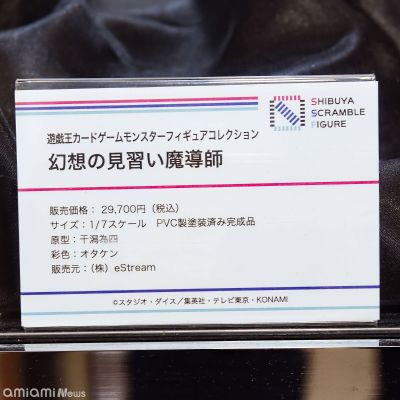 SHIBUYA
SCRAMBLE
FIGURE
遊戯王カードゲームモンスターフィギュアコレクション
幻想の見習い魔導師
販売価格：29,700円（税込）
サイズ：1/7スケール　PVC製塗装済み完成品
原型：干潟為四
彩色：オタケン
販売元：（株）eStream
©スタジオ・ダイス／集英社・テレビ東京・KONAMI
amiami News